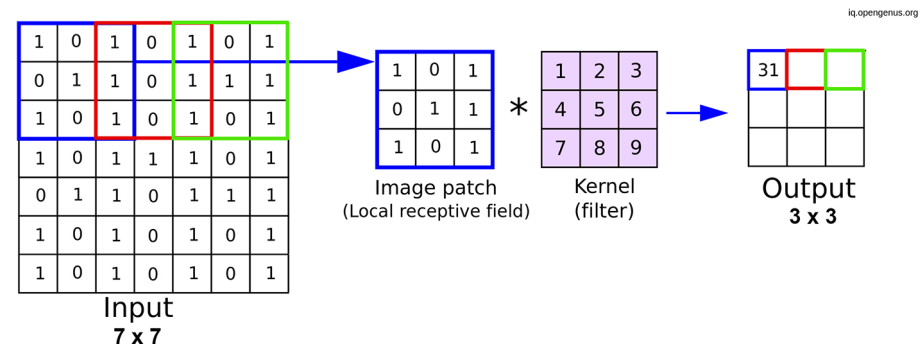 iq.opengenus.org
1 0 1 0 1 0 1
0 1 1 0 1 1 1
1 0 1 0 1 0 1
1 0 1 1 1 0 1
0 1 1 0 1 1 1
1 0 1 0 1 0 1
1 0 1 0 1 0 1
Input
7 x 7
1 0 1
0 1 1
1 0 1
Image patch
(Local receptive field)
*
1 2 3
4 5 6
7 8 9
Kernel
(filter)
31
Output
3 x 3